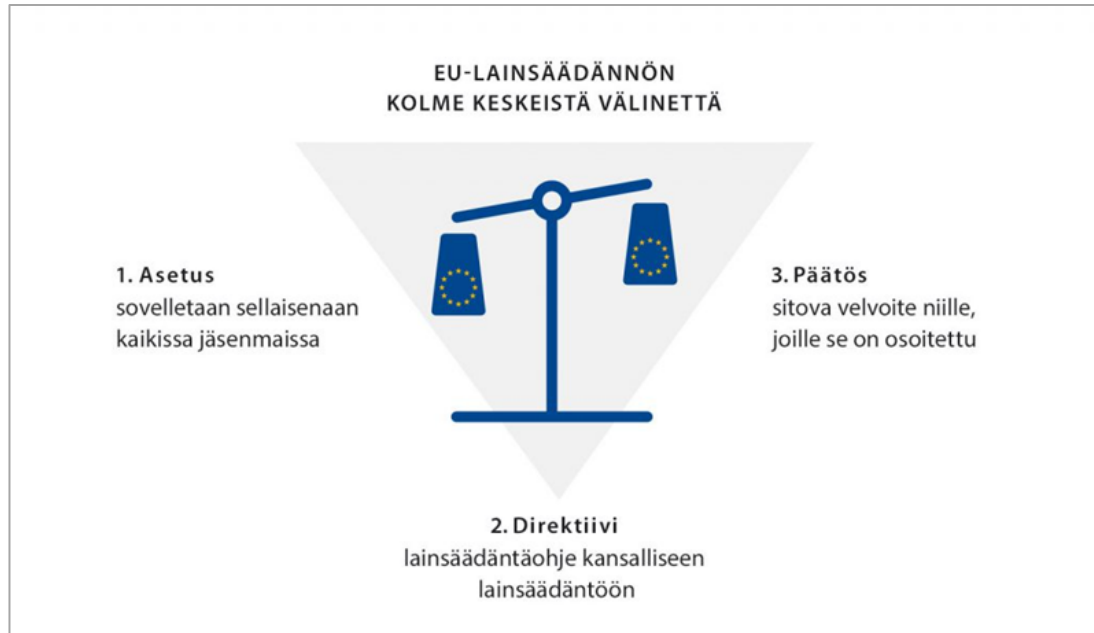 EU-LAINSÄÄDÄNNÖN
KOLME KESKEISTÄ VÄLINETTÄ
1. Asetus
sovelletaan sellaisenaan
kaikissa jäsenmaissa
3. Päätös
sitova velvoite niille,
joille se on osoitettu
2. Direktiivi
lainsäädäntöohje kansalliseen
lainsäädäntöön